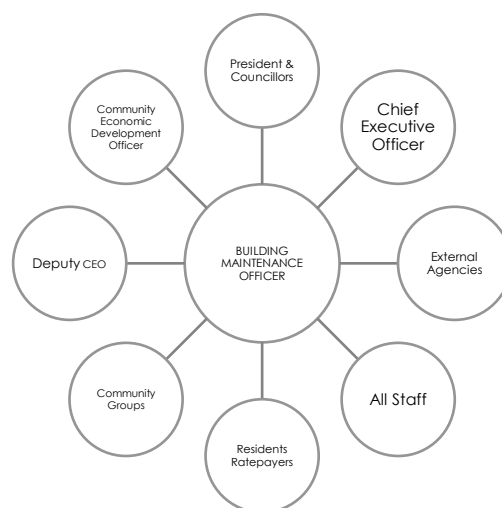 President &
Councillors
Chief
Executive
Officer
External
Agencies
All Staff
Residents
Ratepayers
Community
Groups
Deputy CEO
Community
Economic
Development
Officer
BUILDING
MAINTENANCE
OFFICER